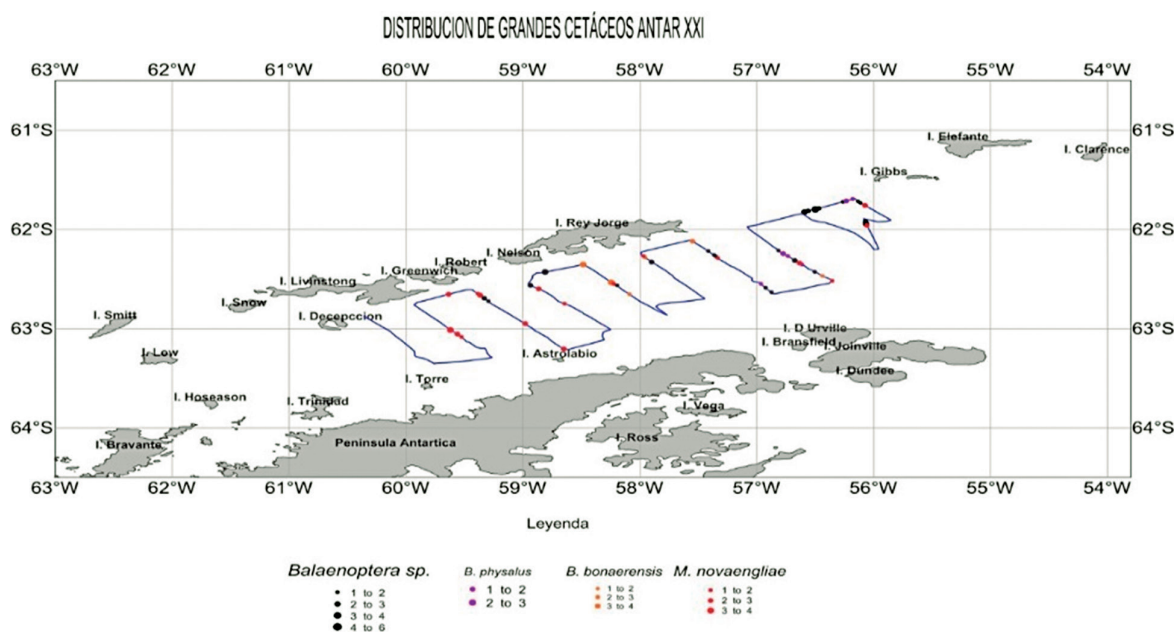 DISTRIBUCION DE GRANDES CETÁCEOS ANTAR XXI
63°W 62°W 61°W 60°W 59°W 58°W 57°W 56°W 55°W 54°W
61°S 61°S
I. Elefante
I. Clarence
I. Gibbs
62°S 62°S
I. Rey Jorge
I. Nelson
I. Robert
I. Greenwich
I. Livinstong
I. Snow
I. Smitt
I. Decepccion
63°S 63°S
I. D Urville
I. Bransfield
I. Joinville
I. Low
I. Astrolabio
I. Dundee
I. Torre
I. Hoseason
I. Trinidad
I. Vega
64°S 64°S
I. Bravante
Peninsula Antartica
I. Ross
63°W 62°W 61°W 60°W 59°W 58°W 57°W 56°W 55°W 54°W
Leyenda
Balaenoptera sp.
1 to 2
2 to 3
3 to 4
4 to 6
B. physalus
1 to 2
2 to 3
B. bonaerensis
1 to 2
2 to 3
3 to 4
M. novaengliae
1 to 2
2 to 3
3 to 4